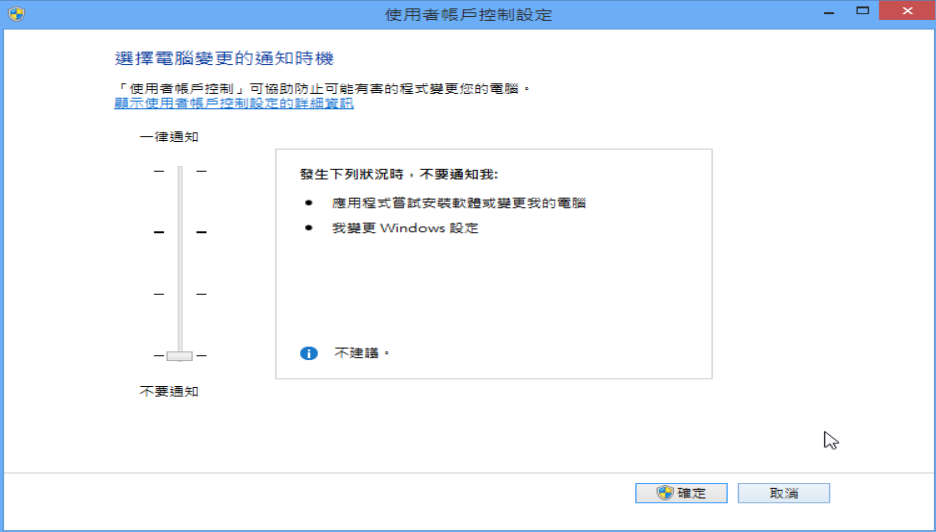 使用者帳戶控制設定
選擇電腦變更的通知時機
「使用者帳戶控制」可協助防止可能有害的程式變更您的電腦。
顯示使用者帳戶控制設定的詳細資訊
一律通知
發生下列狀況時，不要通知我:
• 應用程式嘗試安裝軟體或變更我的電腦
• 我變更 Windows 設定
不建議。
不要通知
確定
取消